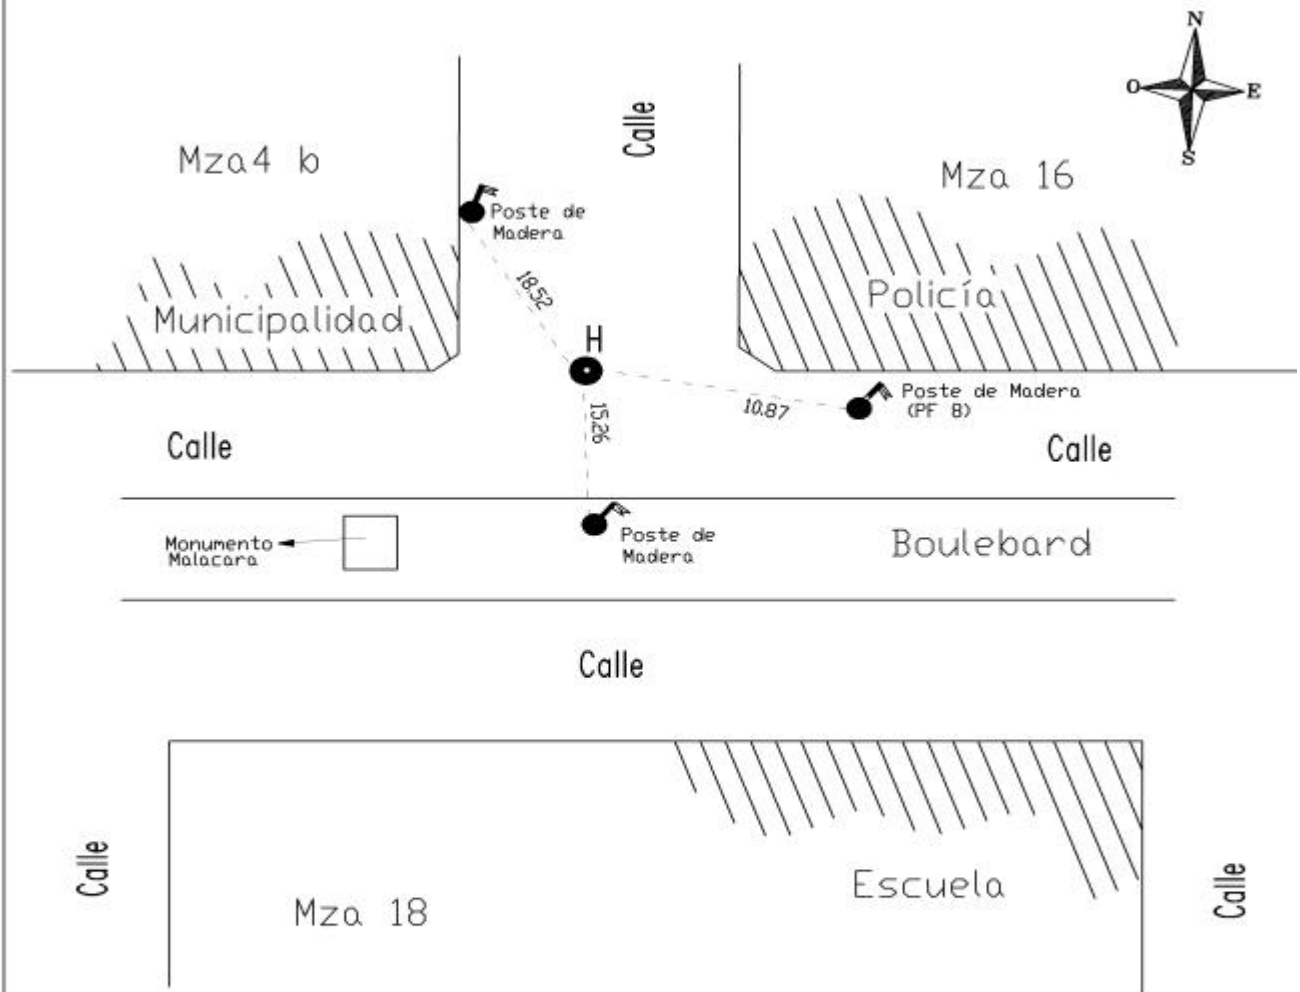 N
O
E
S
Calle
Mza4 b
Mza 16
Poste de
Madera
18.52
Municipalidad
Policía
H
Poste de Madera
(PF 8)
10.87
15.26
Calle
Calle
Monumento
Malacara
Poste de
Madera
Boulebard
Calle
Calle
Mza 18
Escuela
Calle